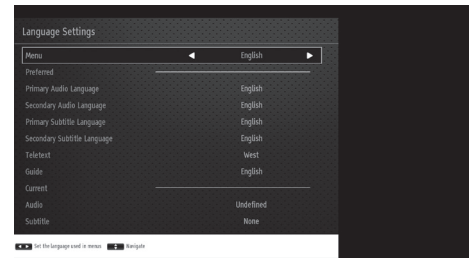 Language Settings
Menu English
Preferred
Primary Audio Language English
Secondary Audio Language English
Primary Subtitle Language English
Secondary Subtitle Language English
Teletext West
Guide English
Current
Audio Undefined
Subtitle None
Set the language used in menus Navigate